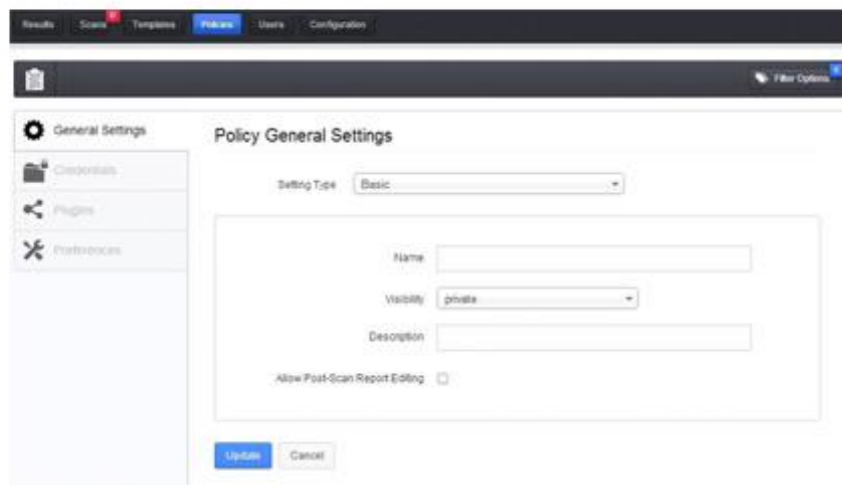 Results Scans Templates Policies Users Configuration
Filter Options
General Settings
Credentials
Plugins
Preferences
Policy General Settings
Setting Type Basic
Name
Visibility private
Description
Allow Post-Scan Report Editing
Update Cancel